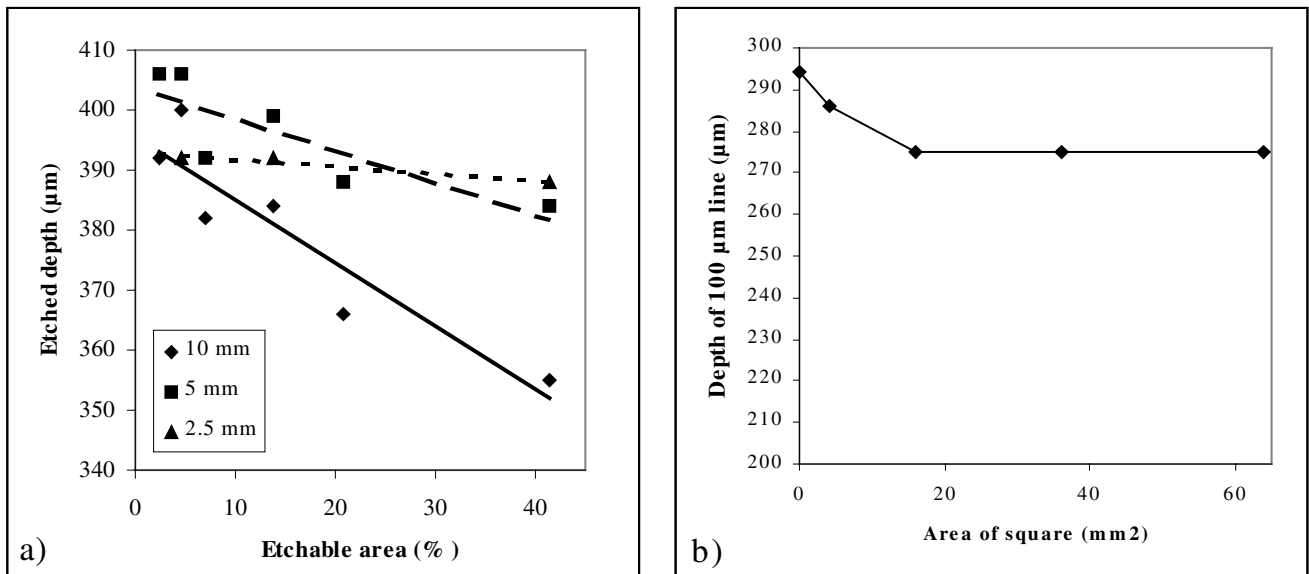 410
400
390
380
370
360
350
340
Etched depth (µm)
10 mm
5 mm
2.5 mm
0 10 20 30 40
Etchable area (% )
a)
300
290
280
270
260
250
240
230
220
210
200
Depth of 100 µm line (µm)
0 20 40 60
Area of square (mm2)
b)